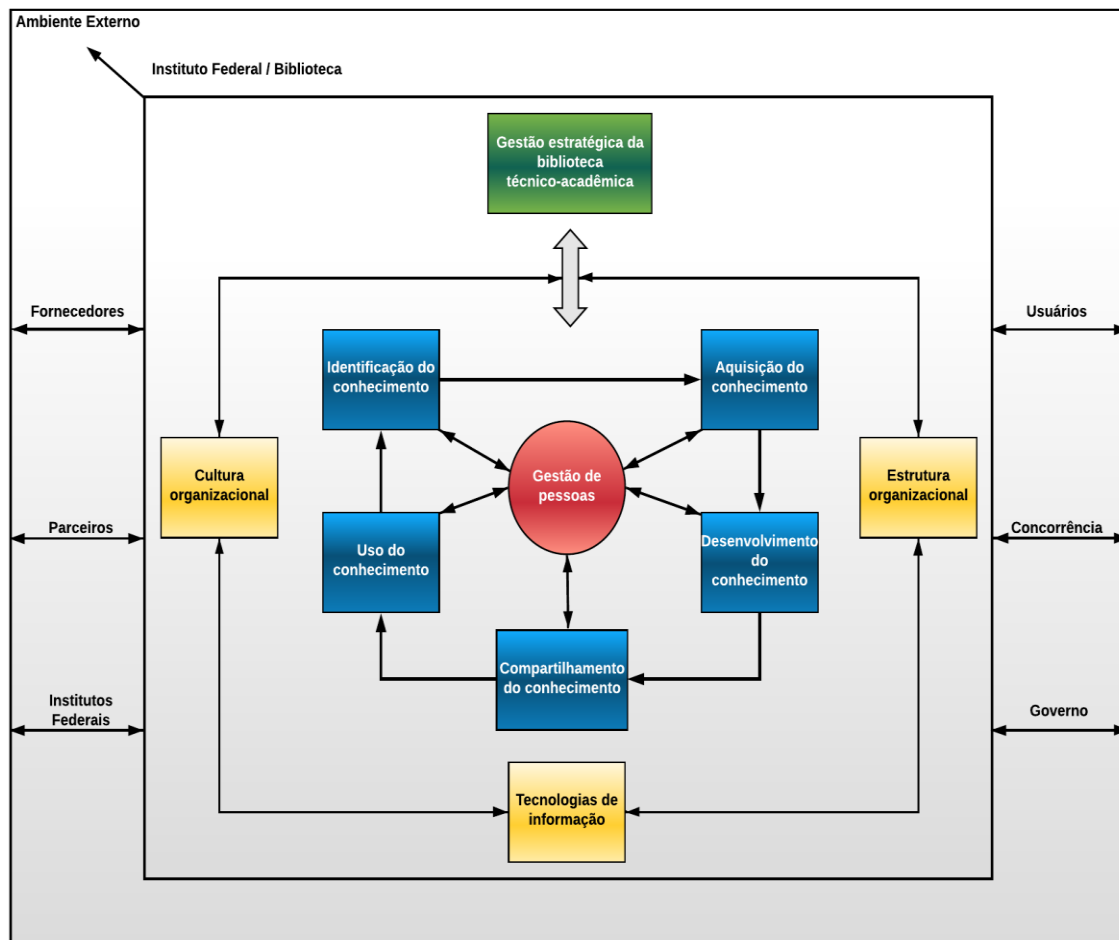 Ambiente Externo
Instituto Federal / Biblioteca
Gestão estratégica da
biblioteca
técnico-acadêmica
Fornecedores
Usuários
Identificação do
conhecimento
Aquisição do
conhecimento
Cultura
organizacional
Gestão de
pessoas
Estrutura
organizacional
Parceiros
Concorrência
Uso do
conhecimento
Desenvolvimento
do
conhecimento
Compartilhamento
do conhecimento
Institutos
Federais
Governo
Tecnologias de
informação